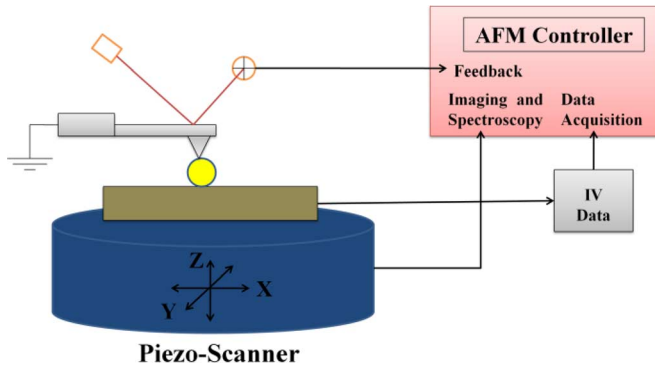 AFM Controller
Feedback
Imaging and Data
Spectroscopy Acquisition
IV
Data
Z
X
Y
Piezo-Scanner